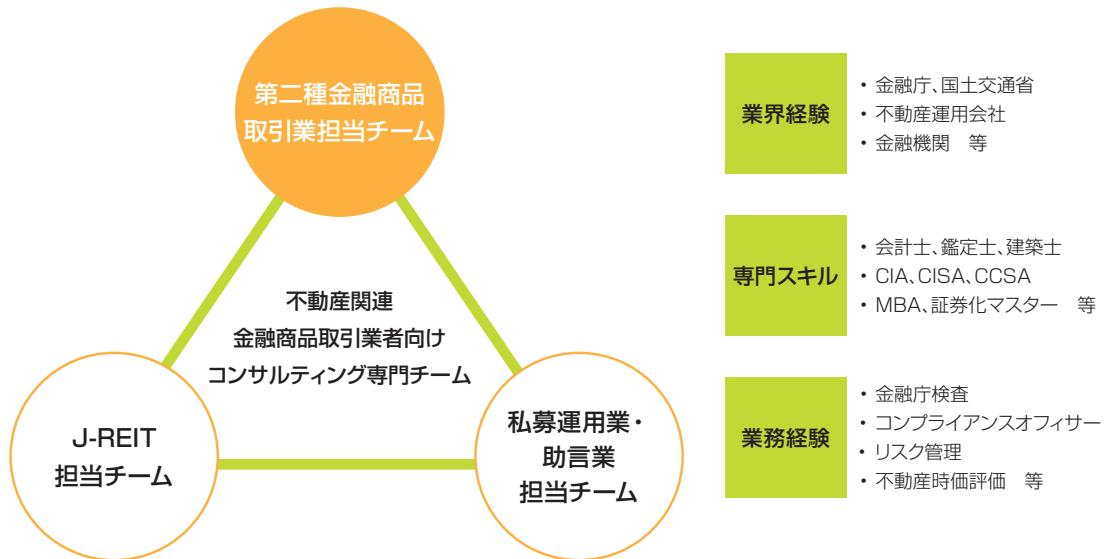 第二種金融商品
取引業担当チーム
不動産関連
金融商品取引業者向け
コンサルティング専門チーム
J-REIT
担当チーム
私募運用業・
助言業
担当チーム
業界経験
・金融庁、国土交通省
・不動産運用会社
・金融機関　等
専門スキル
・会計士、鑑定士、建築士
・CIA、CISA、CCSA
・MBA、証券化マスター　等
業務経験
・金融庁検査
・コンプライアンスオフィサー
・リスク管理
・不動産時価評価　等